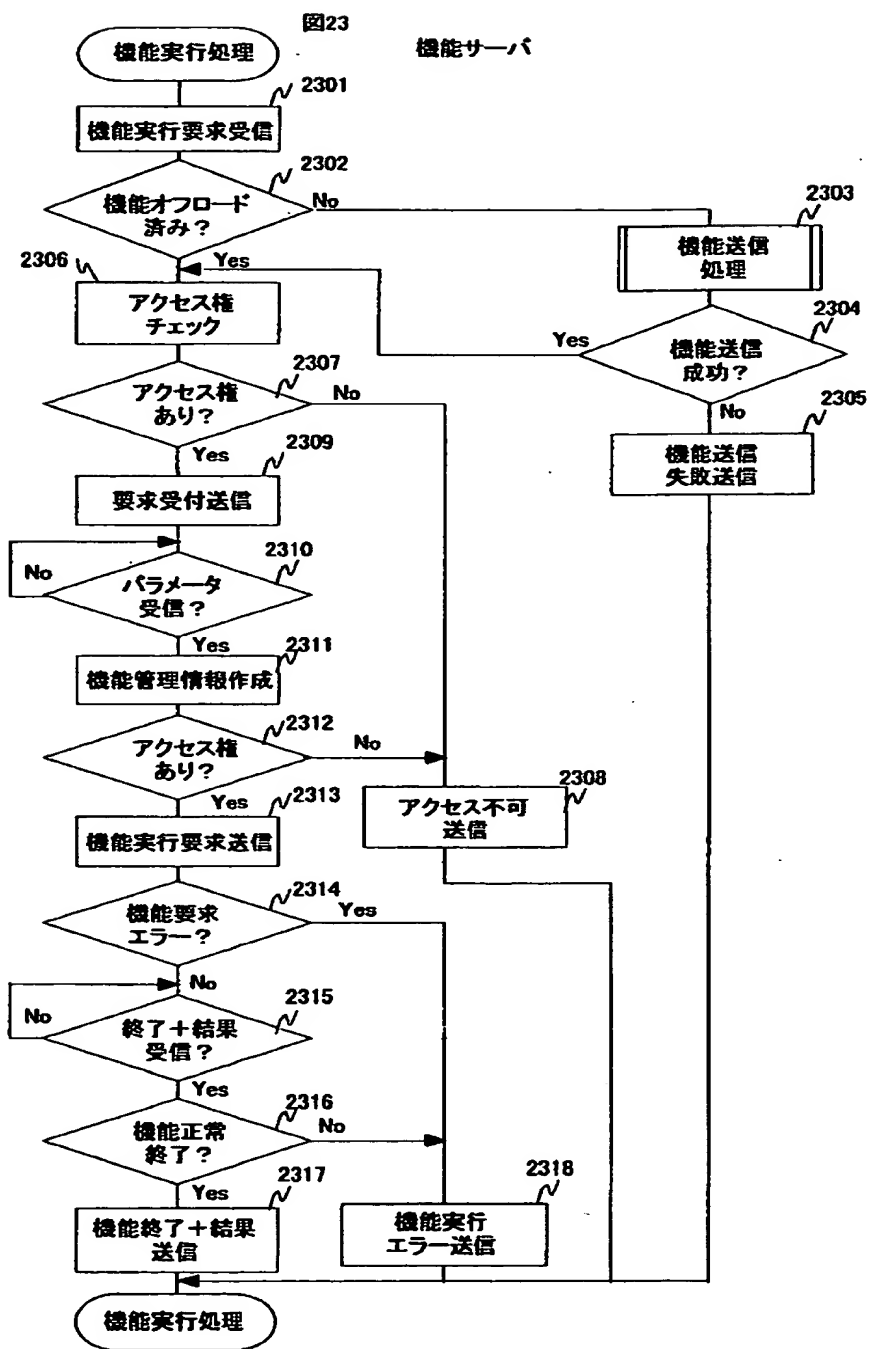 図23
機能サーバ
機能実行処理
2301
機能実行要求受信
2302
機能オフロード
済み？
No
Yes
2303
機能送信
処理
2304
機能送信
成功？
Yes
No
2305
機能送信
失敗送信
2306
アクセス権
チェック
2307
アクセス権
あり？
No
Yes
2309
要求受付送信
2310
パラメータ
受信？
No
Yes
2311
機能管理情報作成
2312
アクセス権
あり？
No
Yes
2308
アクセス不可
送信
2313
機能実行要求送信
2314
機能要求
エラー？
Yes
No
2315
終了＋結果
受信？
No
Yes
2316
機能正常
終了？
No
Yes
2317
機能終了＋結果
送信
2318
機能実行
エラー送信
機能実行処理